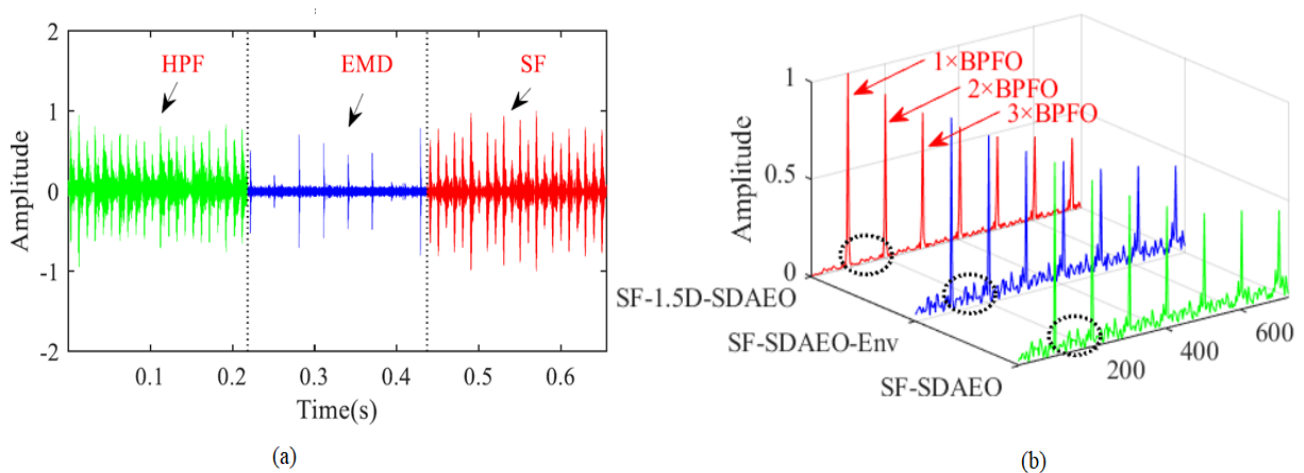 2
1
0
-1
-2
Amplitude
HPF
EMD
SF
0.1
0.2
0.3
0.4
0.5
0.6
Time(s)
(a)
1
0.5
0
Amplitude
1×BPFO
2×BPFO
3×BPFO
SF-1.5D-SDAEO
SF-SDAEO-Env
SF-SDAEO
200
400
600
(b)